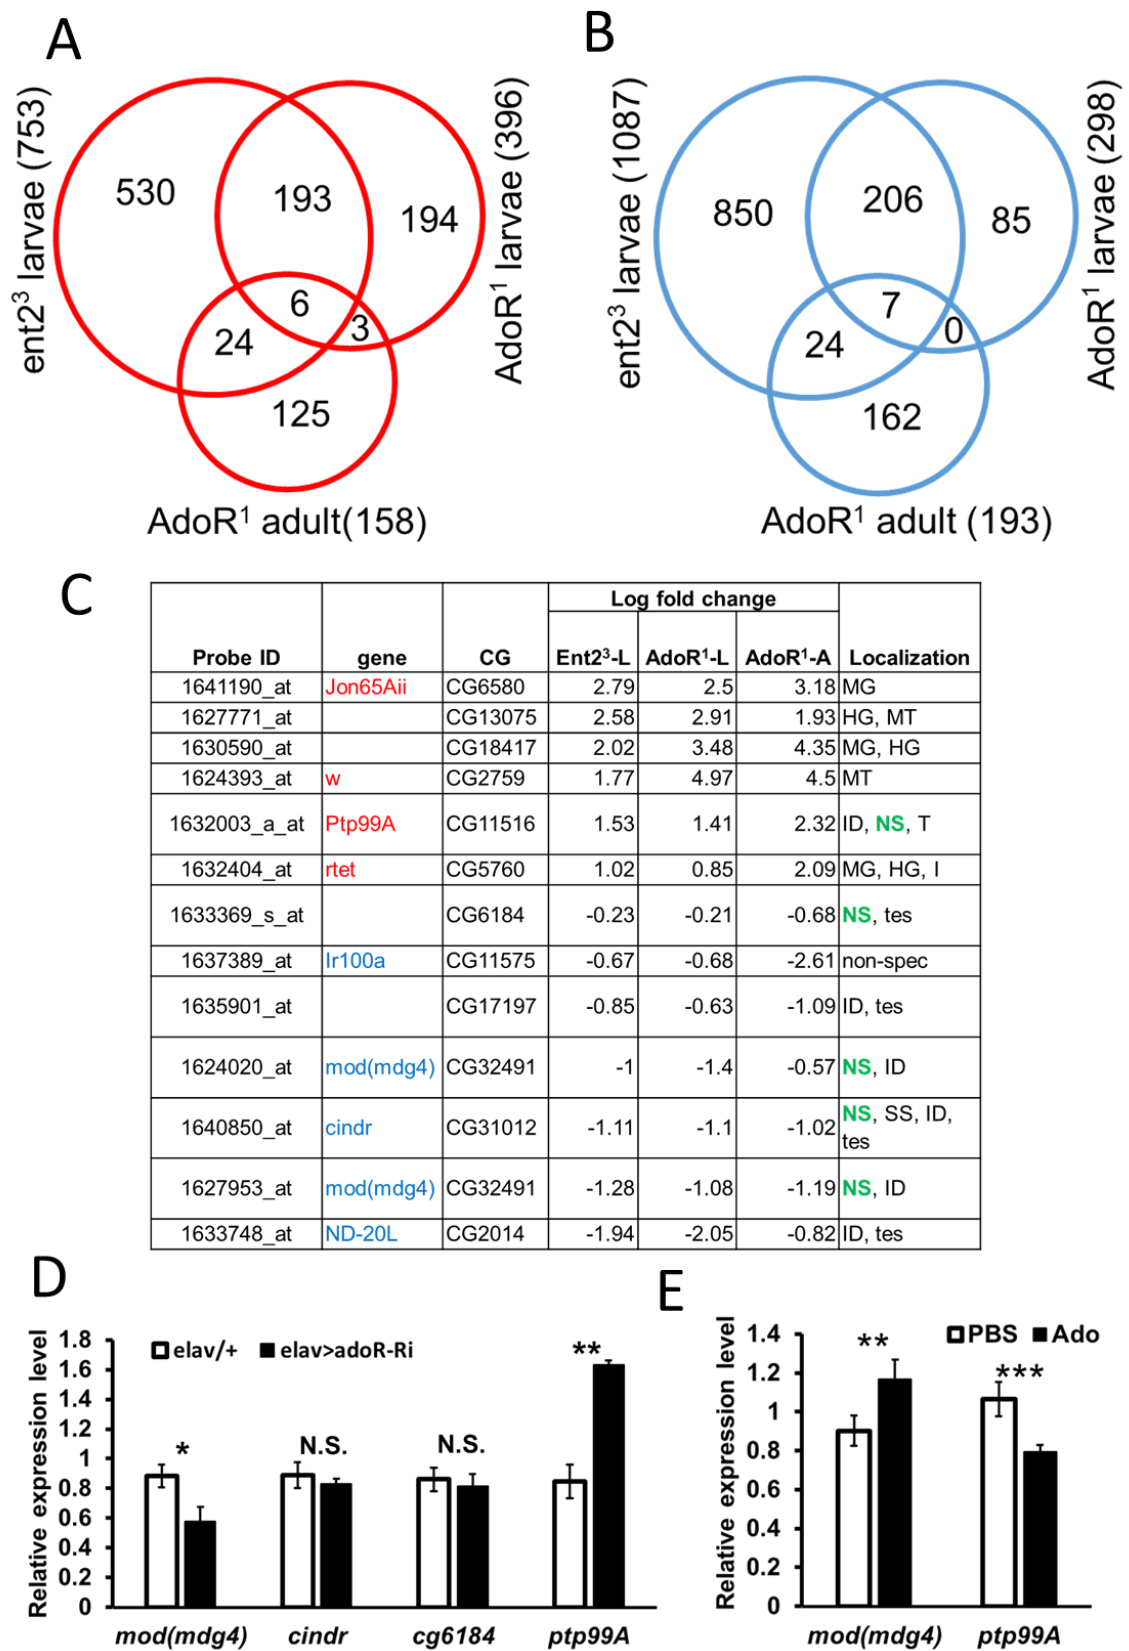 A
B
ent2³ larvae (753)
530
193
194
AdoR¹ larvae (396)
6
24
3
125
AdoR¹ adult(158)
ent2³ larvae (1087)
850
206
85
AdoR¹ larvae (298)
7
24
0
162
AdoR¹ adult (193)
C
Log fold change
Probe ID gene CG Ent2³-L AdoR¹-L AdoR¹-A Localization
1641190_at Jon65Aii CG6580 2.79 2.5 3.18 MG
1627771_at CG13075 2.58 2.91 1.93 HG, MT
1630590_at CG18417 2.02 3.48 4.35 MG, HG
1624393_at w CG2759 1.77 4.97 4.5 MT
1632003_a_at Ptp99A CG11516 1.53 1.41 2.32 ID, NS, T
1632404_at rtet CG5760 1.02 0.85 2.09 MG, HG, I
1633369_s_at CG6184 -0.23 -0.21 -0.68 NS, tes
1637389_at Ir100a CG11575 -0.67 -0.68 -2.61 non-spec
1635901_at CG17197 -0.85 -0.63 -1.09 ID, tes
1624020_at mod(mdg4) CG32491 -1 -1.4 -0.57 NS, ID
1640850_at cindr CG31012 -1.11 -1.1 -1.02 NS, SS, ID,
tes
1627953_at mod(mdg4) CG32491 -1.28 -1.08 -1.19 NS, ID
1633748_at ND-20L CG2014 -1.94 -2.05 -0.82 ID, tes
D
Relative expression level
1.8
1.6
1.4
1.2
1
0.8
0.6
0.4
0.2
0
elav/+ elav>adoR-Ri
*
N.S.
N.S.
**
mod(mdg4) cindr cg6184 ptp99A
E
Relative expression level
1.4
1.2
1
0.8
0.6
0.4
0.2
0
PBS Ado
**
***
mod(mdg4) ptp99A